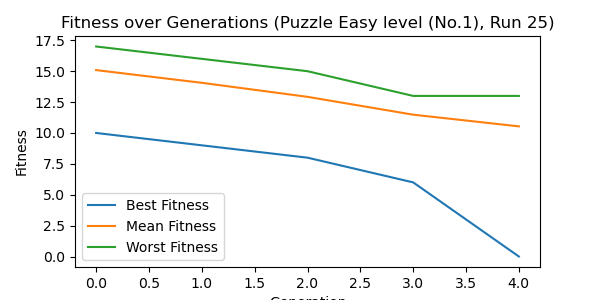 Fitness over Generations (Puzzle Easy level (No.1), Run 25)
17.5
15.0
12.5
10.0
7.5
5.0
2.5
0.0
Fitness
Best Fitness
Mean Fitness
Worst Fitness
0.0 0.5 1.0 1.5 2.0 2.5 3.0 3.5 4.0
Generation